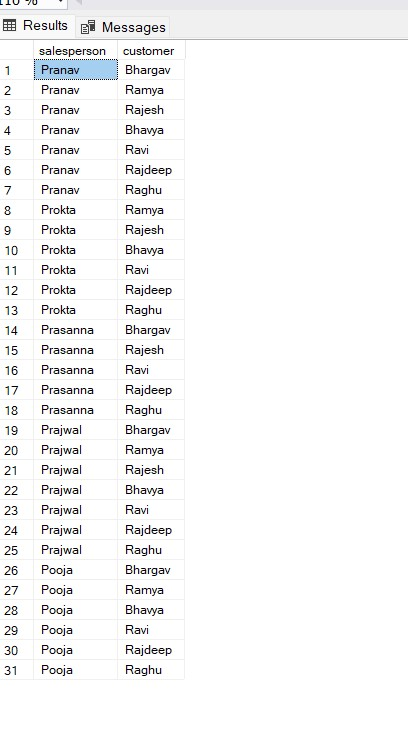 110 %
Results Messages
salesperson customer
1 Pranav Bhargav
2 Pranav Ramya
3 Pranav Rajesh
4 Pranav Bhavya
5 Pranav Ravi
6 Pranav Rajdeep
7 Pranav Raghu
8 Prokta Ramya
9 Prokta Rajesh
10 Prokta Bhavya
11 Prokta Ravi
12 Prokta Rajdeep
13 Prokta Raghu
14 Prasanna Bhargav
15 Prasanna Rajesh
16 Prasanna Ravi
17 Prasanna Rajdeep
18 Prasanna Raghu
19 Prajwal Bhargav
20 Prajwal Ramya
21 Prajwal Rajesh
22 Prajwal Bhavya
23 Prajwal Ravi
24 Prajwal Rajdeep
25 Prajwal Raghu
26 Pooja Bhargav
27 Pooja Ramya
28 Pooja Bhavya
29 Pooja Ravi
30 Pooja Rajdeep
31 Pooja Raghu